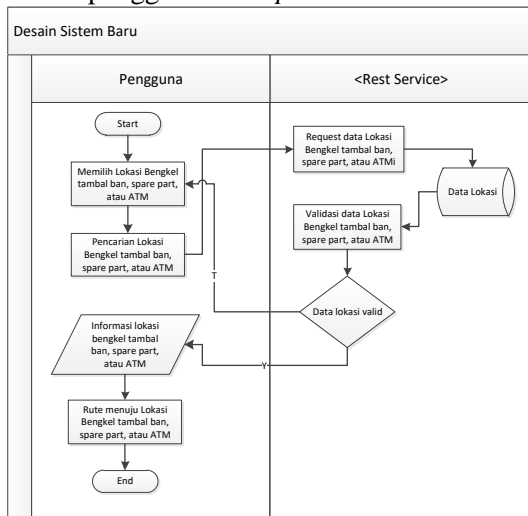 Desain Sistem Baru
Pengguna
<Rest Service>
Start
Memilih Lokasi Bengkel
tambal ban, spare part,
atau ATM
Pencarian Lokasi
Bengkel tambal ban,
spare part, atau ATM
Request data Lokasi
Bengkel tambal ban,
spare part, atau ATMi
Data Lokasi
Validasi data Lokasi
Bengkel tambal ban,
spare part, atau ATM
T
Data lokasi valid
Y
Informasi lokasi
bengkel tambal
ban, spare part,
atau ATM
Rute menuju Lokasi
Bengkel tambal ban,
spare part, atau ATM
End